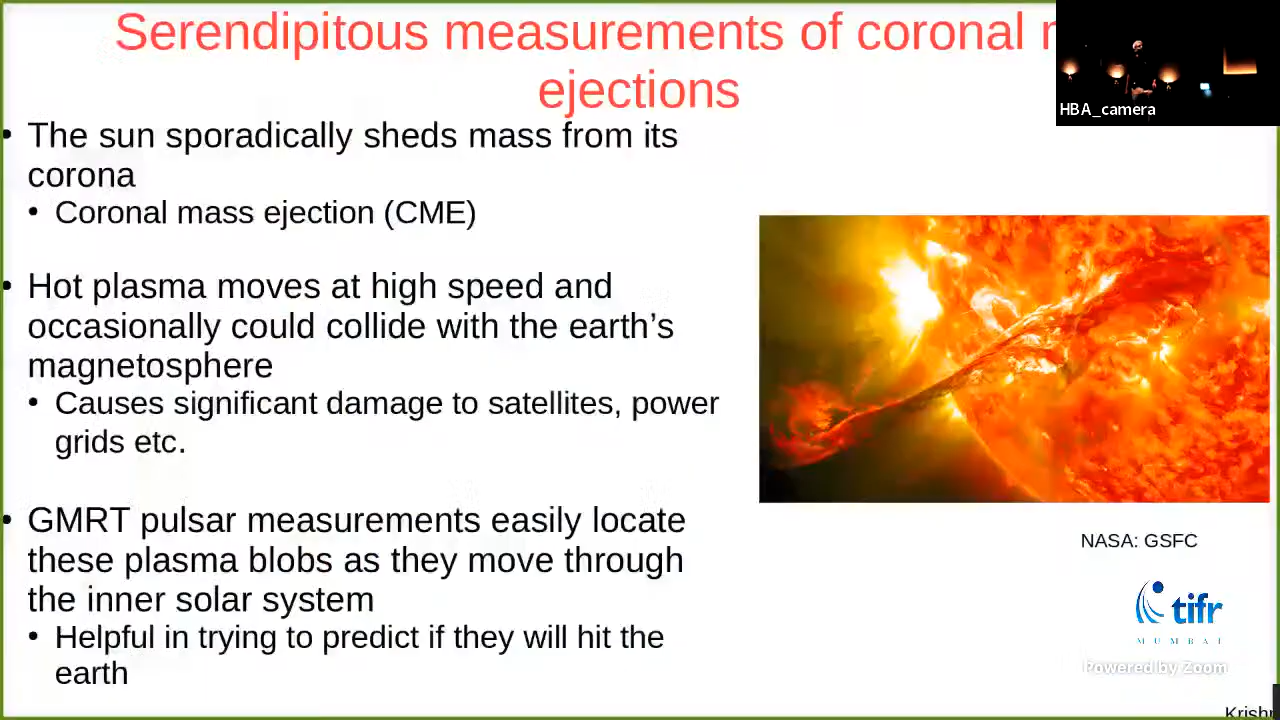 Serendipitous measurements of coronal
ejections
HBA_camera
• The sun sporadically sheds mass from its
corona
• Coronal mass ejection (CME)
• Hot plasma moves at high speed and
occasionally could collide with the earth’s
magnetosphere
• Causes significant damage to satellites, power
grids etc.
• GMRT pulsar measurements easily locate
these plasma blobs as they move through
the inner solar system
• Helpful in trying to predict if they will hit the
earth
NASA: GSFC
tifr
MUMBAI
Powered by Zoom